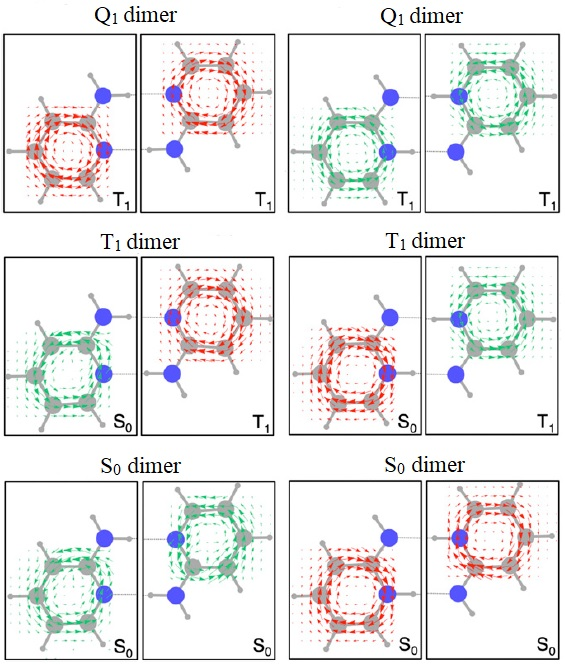 Q₁ dimer Q₁ dimer
T₁ T₁ T₁ T₁
T₁ dimer T₁ dimer
S₀ T₁ S₀ T₁
S₀ dimer S₀ dimer
S₀ S₀ S₀ S₀